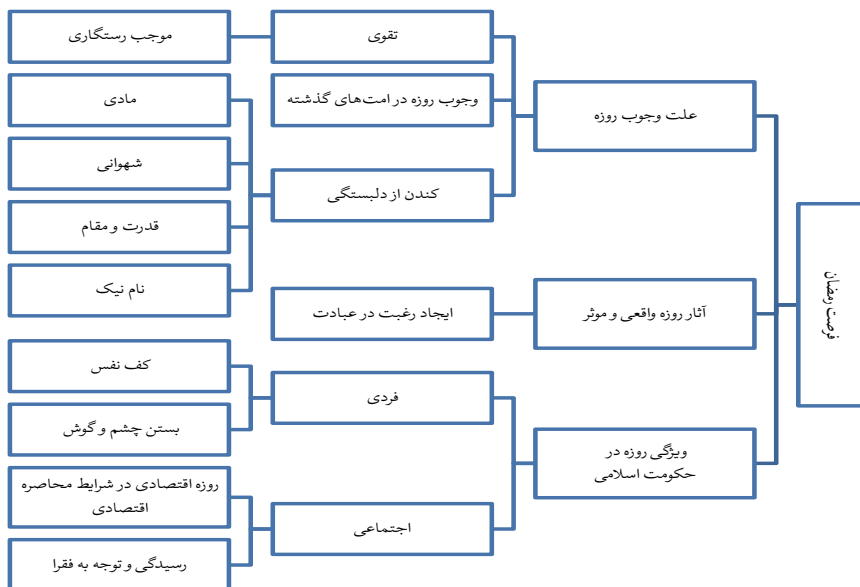 فرصت رمضان
علت وجوب روزه
تقوی
موجب رستگاری
وجوب روزه در امت‌های گذشته
کندن از دلبستگی
مادی
شهوانی
قدرت و مقام
نام نیک
آثار روزه واقعی و موثر
ایجاد رغبت در عبادت
ویژگی روزه در
حکومت اسلامی
فردی
کف نفس
بستن چشم و گوش
اجتماعی
روزه اقتصادی در شرایط محاصره
اقتصادی
رسیدگی و توجه به فقرا